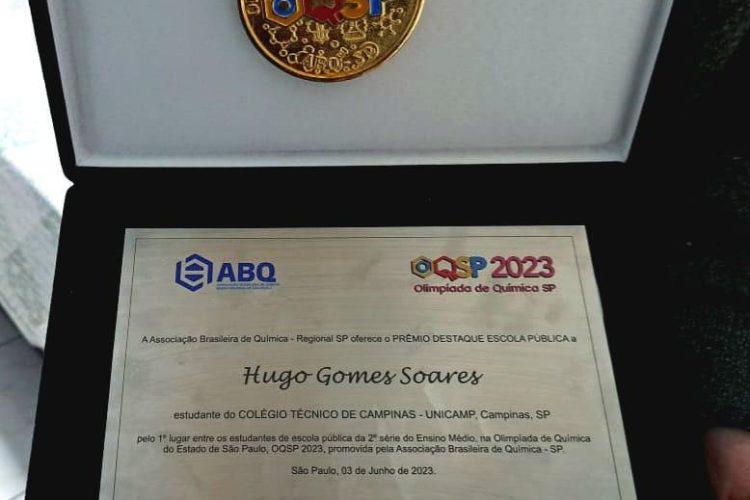 OQSP
ABQ-SP
ABQ
OQSP 2023
Olimpíada de Química SP
A Associação Brasileira de Química - Regional SP oferece o PRÊMIO DESTAQUE ESCOLA PÚBLICA a
Hugo Gomes Soares
estudante do COLÉGIO TÉCNICO DE CAMPINAS - UNICAMP, Campinas, SP
pelo 1º lugar entre os estudantes de escola pública da 2ª série do Ensino Médio, na Olimpíada de Química
do Estado de São Paulo, OQSP 2023, promovida pela Associação Brasileira de Química - SP.
São Paulo, 03 de Junho de 2023.